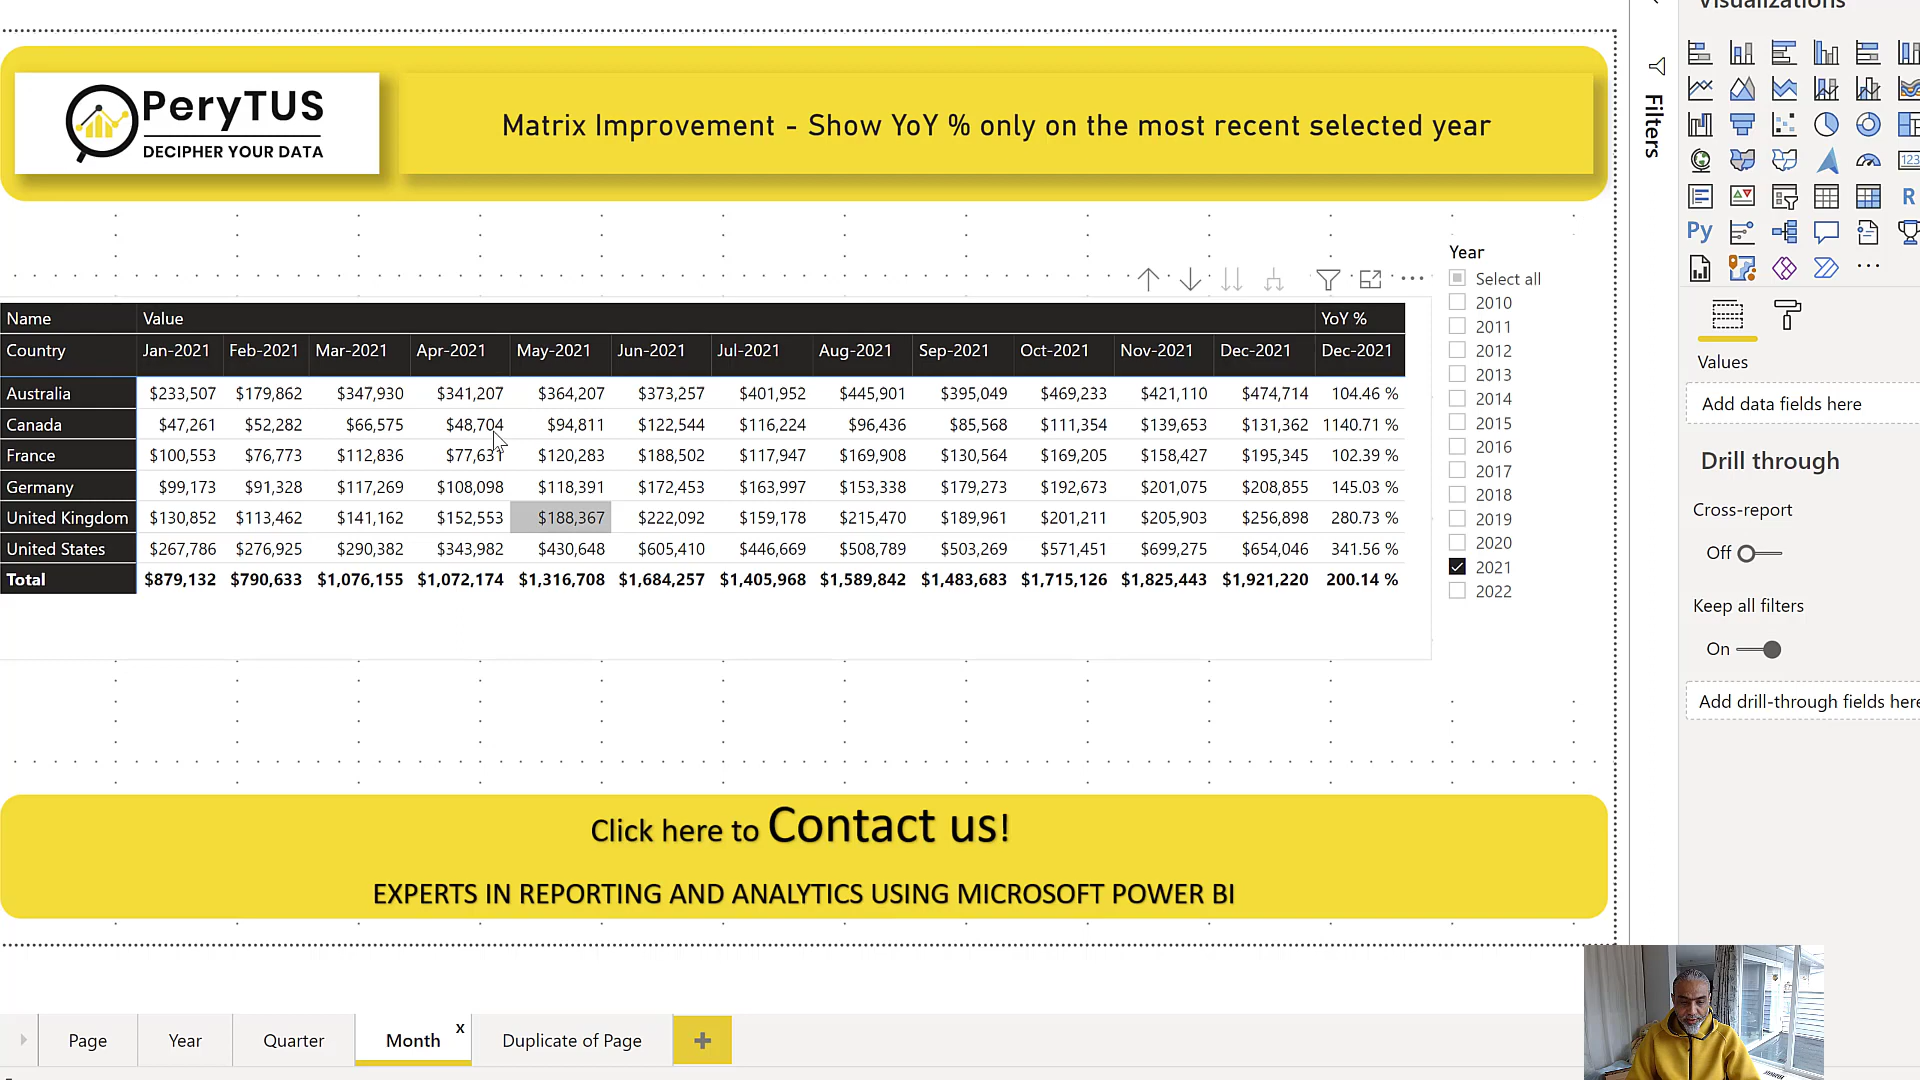 Visualizations
PeryTUS
DECIPHER YOUR DATA
Matrix Improvement - Show YoY % only on the most recent selected year
Filters
Year
Select all
2010
2011
2012
2013
2014
2015
2016
2017
2018
2019
2020
2021
2022
Name Value YoY %
Country Jan-2021 Feb-2021 Mar-2021 Apr-2021 May-2021 Jun-2021 Jul-2021 Aug-2021 Sep-2021 Oct-2021 Nov-2021 Dec-2021 Dec-2021
Australia $233,507 $179,862 $347,930 $341,207 $364,207 $373,257 $401,952 $445,901 $395,049 $469,233 $421,110 $474,714 104.46 %
Canada $47,261 $52,282 $66,575 $48,704 $94,811 $122,544 $116,224 $96,436 $85,568 $111,354 $139,653 $131,362 1140.71 %
France $100,553 $76,773 $112,836 $77,631 $120,283 $188,502 $117,947 $169,908 $130,564 $169,205 $158,427 $195,345 102.39 %
Germany $99,173 $91,328 $117,269 $108,098 $118,391 $172,453 $163,997 $153,338 $179,273 $192,673 $201,075 $208,855 145.03 %
United Kingdom $130,852 $113,462 $141,162 $152,553 $188,367 $222,092 $159,178 $215,470 $189,961 $201,211 $205,903 $256,898 280.73 %
United States $267,786 $276,925 $290,382 $343,982 $430,648 $605,410 $446,669 $508,789 $503,269 $571,451 $699,275 $654,046 341.56 %
Total $879,132 $790,633 $1,076,155 $1,072,174 $1,316,708 $1,684,257 $1,405,968 $1,589,842 $1,483,683 $1,715,126 $1,825,443 $1,921,220 200.14 %
123
R
Py
Values
Add data fields here
Drill through
Cross-report
Off
Keep all filters
On
Add drill-through fields here
Click here to Contact us!
EXPERTS IN REPORTING AND ANALYTICS USING MICROSOFT POWER BI
Page
Year
Quarter
Month x
Duplicate of Page
+